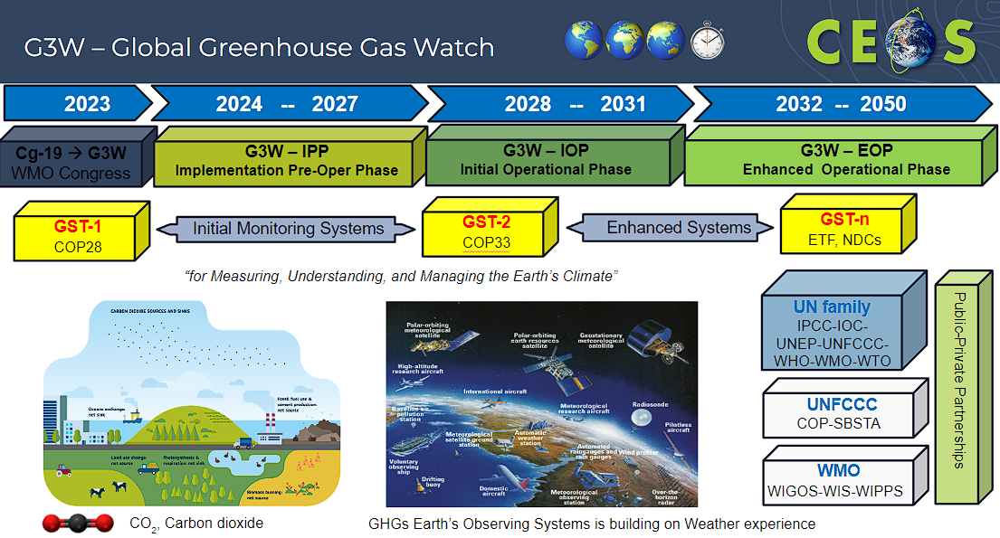 G3W – Global Greenhouse Gas Watch
CEOS
2023
2024 -- 2027
2028 -- 2031
2032 -- 2050
Cg-19 → G3W
WMO Congress
G3W – IPP
Implementation Pre-Oper Phase
G3W – IOP
Initial Operational Phase
G3W – EOP
Enhanced Operational Phase
GST-1
COP28
Initial Monitoring Systems
GST-2
COP33
Enhanced Systems
GST-n
ETF, NDCs
“for Measuring, Understanding, and Managing the Earth’s Climate”
CARBON DIOXIDE SOURCES AND SINKS
Oceans exchange:
net sink
Fossil fuel use &
cement production:
net source
Land use change:
net source
Photosynthesis &
respiration: net sink
Biomass burning:
net source
CO2, Carbon dioxide
Polar-orbiting
meteorological
satellite
Polar-orbiting
earth resources
satellite
Geostationary
meteorological
satellite
High-altitude
research aircraft
International aircraft
Baseline air
pollution
station
Meteorological
research aircraft
Radiosonde
Pilotless
aircraft
Meteorological
satellite ground
station
Automatic
weather
station
Automated
raingauges and
rain gauges
Wind profiler
Voluntary
observing
ship
Drifting
buoy
Domestic
aircraft
Meteorological
observing
station
Over-the-
horizon
radar
GHGs Earth’s Observing Systems is building on Weather experience
UN family
IPCC-IOC-
UNEP-UNFCCC-
WHO-WMO-WTO
UNFCCC
COP-SBSTA
WMO
WIGOS-WIS-WIPPS
Public-Private Partnerships